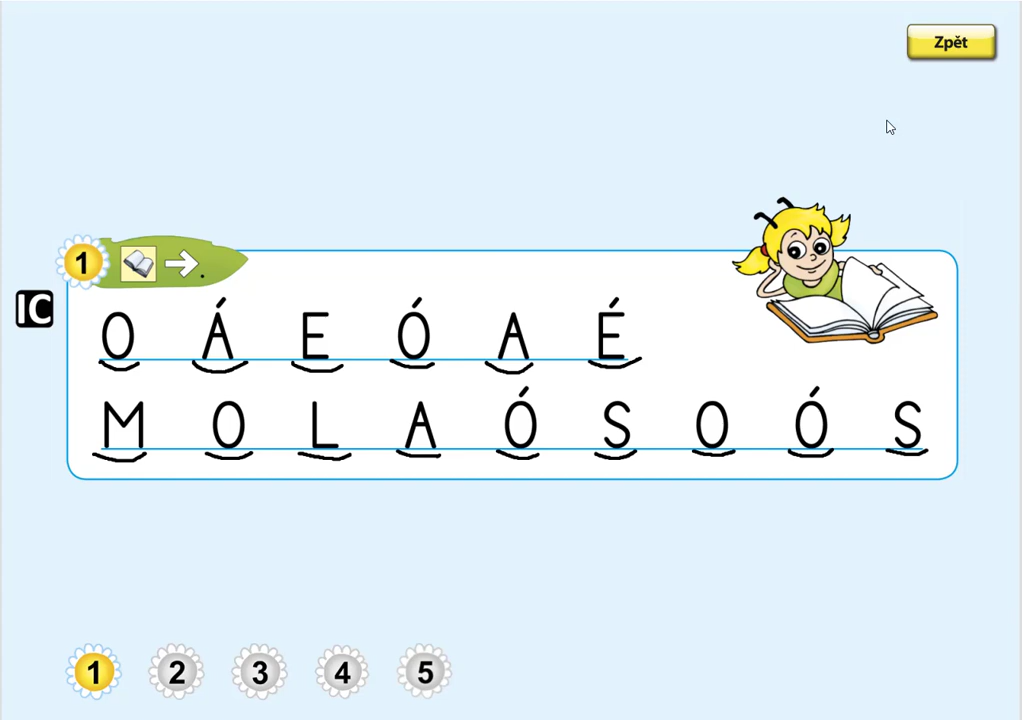 Zpět
1
IC
O Á E Ó A É
M O L A Ó S O Ó S
1 2 3 4 5